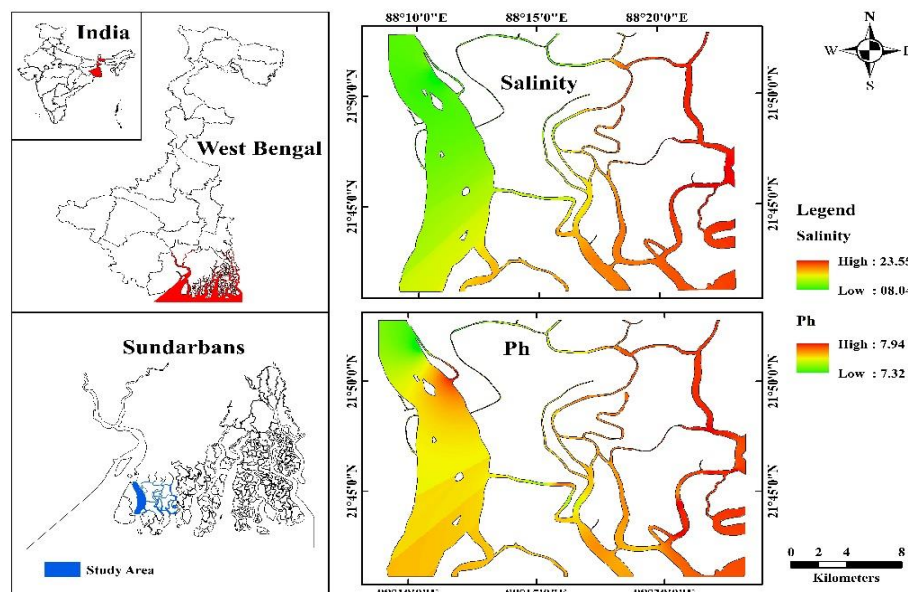 India
West Bengal
Sundarbans
Study Area
88°10'0"E 88°15'0"E 88°20'0"E
Salinity
21°50'0"N
21°45'0"N
21°50'0"N
21°45'0"N
Ph
21°50'0"N
21°45'0"N
21°50'0"N
21°45'0"N
N
W
S
Legend
Salinity
High : 23.55
Low : 08.04
Ph
High : 7.94
Low : 7.32
0 2 4 8
Kilometers